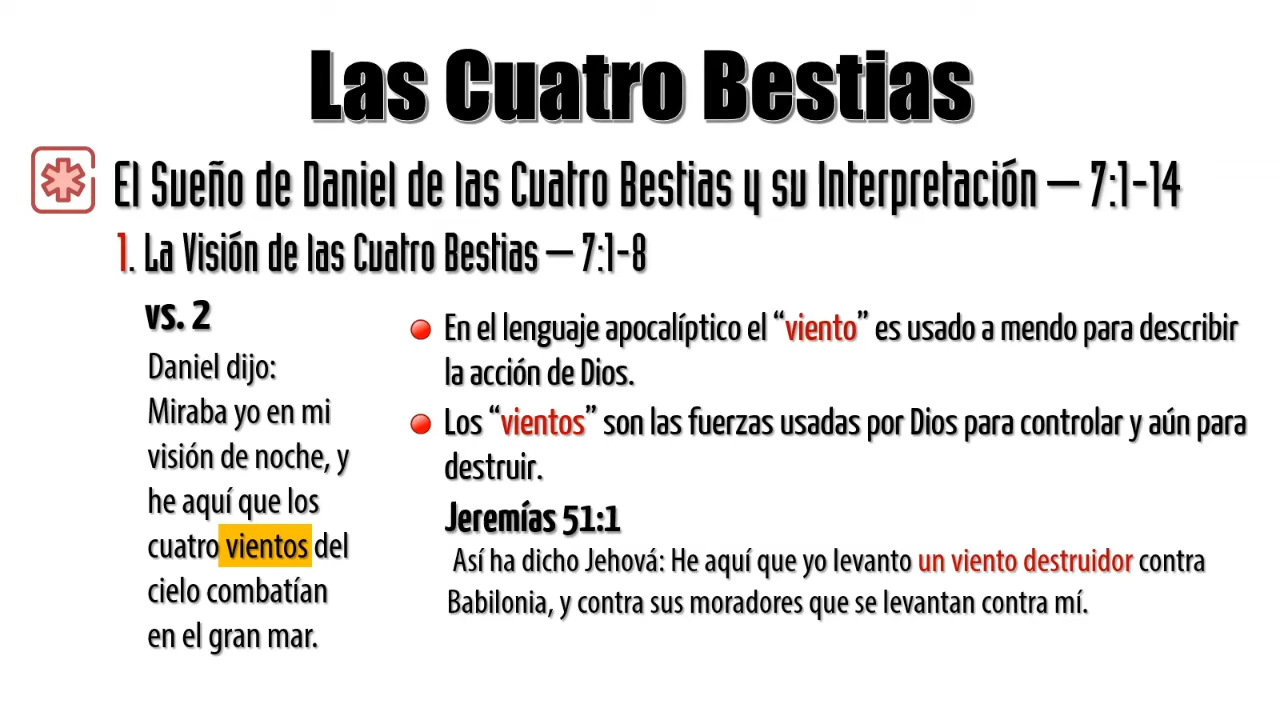 Las Cuatro Bestias
El Sueño de Daniel de las Cuatro Bestias y su Interpretación — 7:1-14
1. La Visión de las Cuatro Bestias — 7:1-8
vs. 2
Daniel dijo:
Miraba yo en mi
visión de noche, y
he aquí que los
cuatro vientos del
cielo combatían
en el gran mar.
En el lenguaje apocalíptico el “viento” es usado a mendo para describir
la acción de Dios.
Los “vientos” son las fuerzas usadas por Dios para controlar y aún para
destruir.
Jeremías 51:1
Así ha dicho Jehová: He aquí que yo levanto un viento destruidor contra
Babilonia, y contra sus moradores que se levantan contra mí.